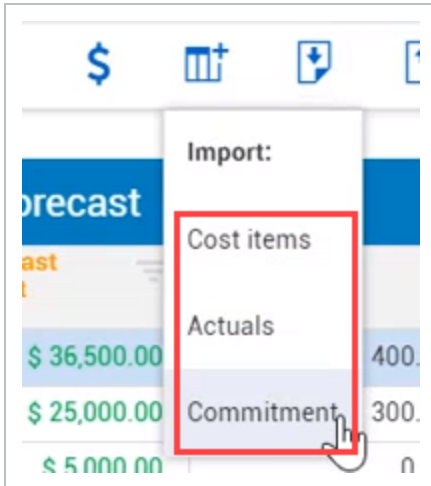 $
Import:
orecast
Cost items
ast
Actuals
$ 36,500.00
400.
$ 25,000.00
Commitment
300.
$ 5,000.00
0